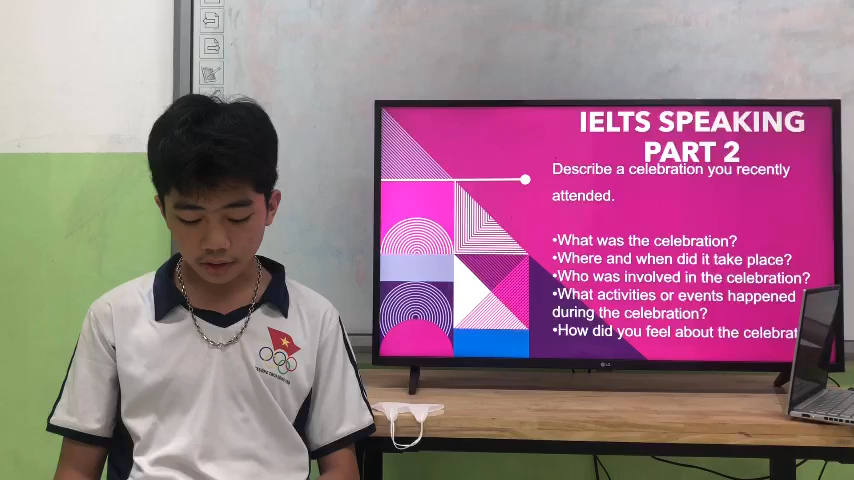 IELTS SPEAKING
PART 2
Describe a celebration you recently
attended.
•What was the celebration?
•Where and when did it take place?
•Who was involved in the celebration?
•What activities or events happened
during the celebration?
•How did you feel about the celebrat
LG